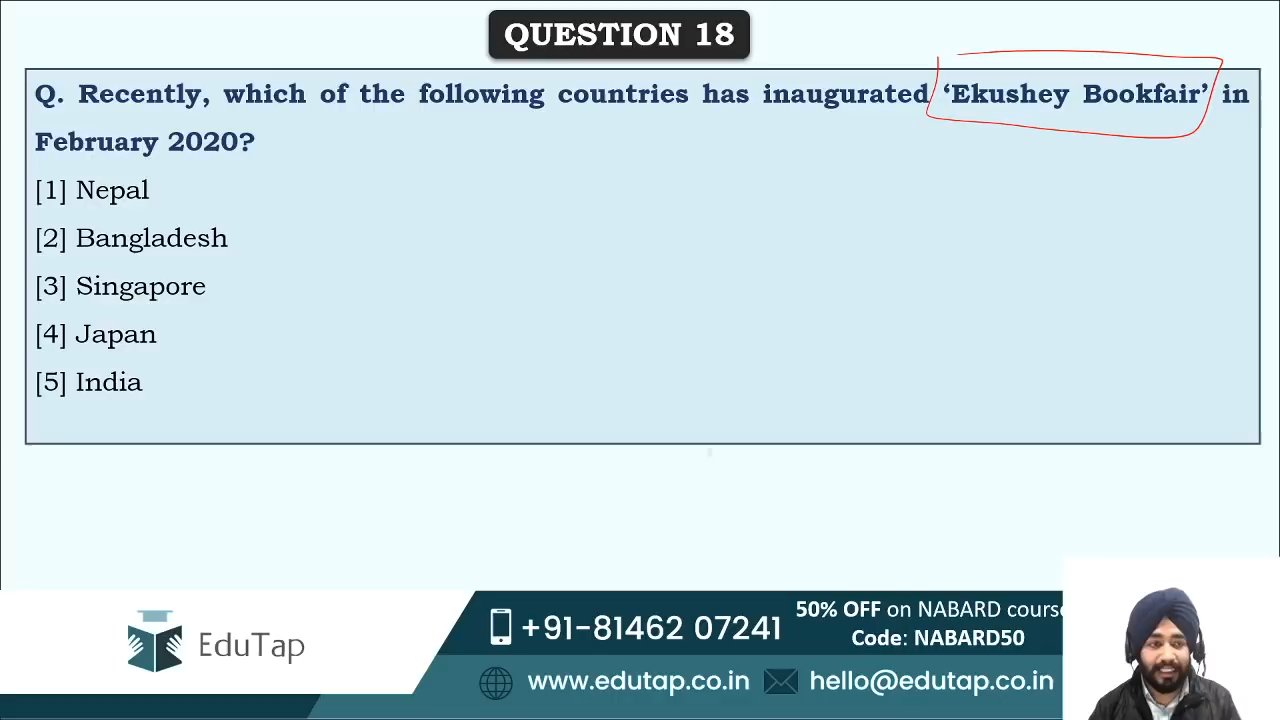 QUESTION 18
Q. Recently, which of the following countries has inaugurated ‘Ekushey Bookfair’ in
February 2020?
[1] Nepal
[2] Bangladesh
[3] Singapore
[4] Japan
[5] India
EduTap
+91-81462 07241
50% OFF on NABARD course
Code: NABARD50
www.edutap.co.in
hello@edutap.co.in